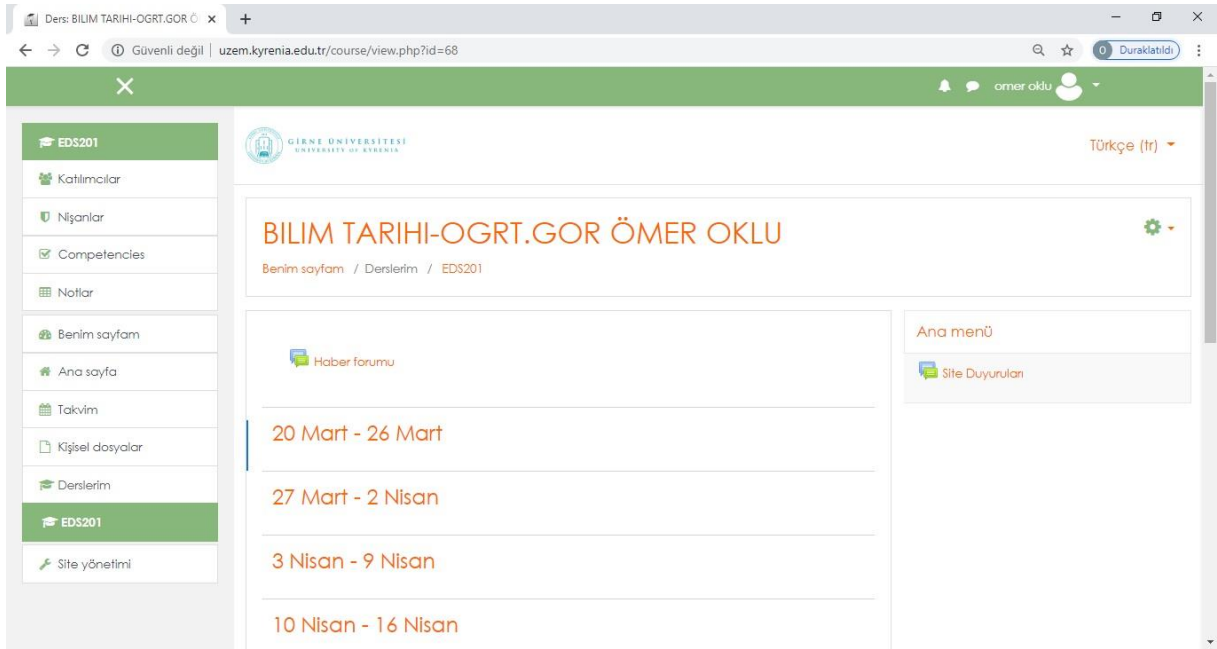 Ders: BILIM TARIHI-OGRT.GOR Ö
Güvenli değil | uzem.kyrenia.edu.tr/course/view.php?id=68
O Duraklatıldı
omer oklu
EDS201
Katılımcılar
Nişanlar
Competencies
Notlar
Benim sayfam
Ana sayfa
Takvim
Kişisel dosyalar
Derslerim
EDS201
Site yönetimi
GİRNE ÜNİVERSİTESİ
UNIVERSITY OF KYRENIA
Türkçe (tr)
BILIM TARIHI-OGRT.GOR ÖMER OKLU
Benim sayfam / Derslerim / EDS201
Haber forumu
20 Mart - 26 Mart
27 Mart - 2 Nisan
3 Nisan - 9 Nisan
10 Nisan - 16 Nisan
Ana menü
Site Duyuruları